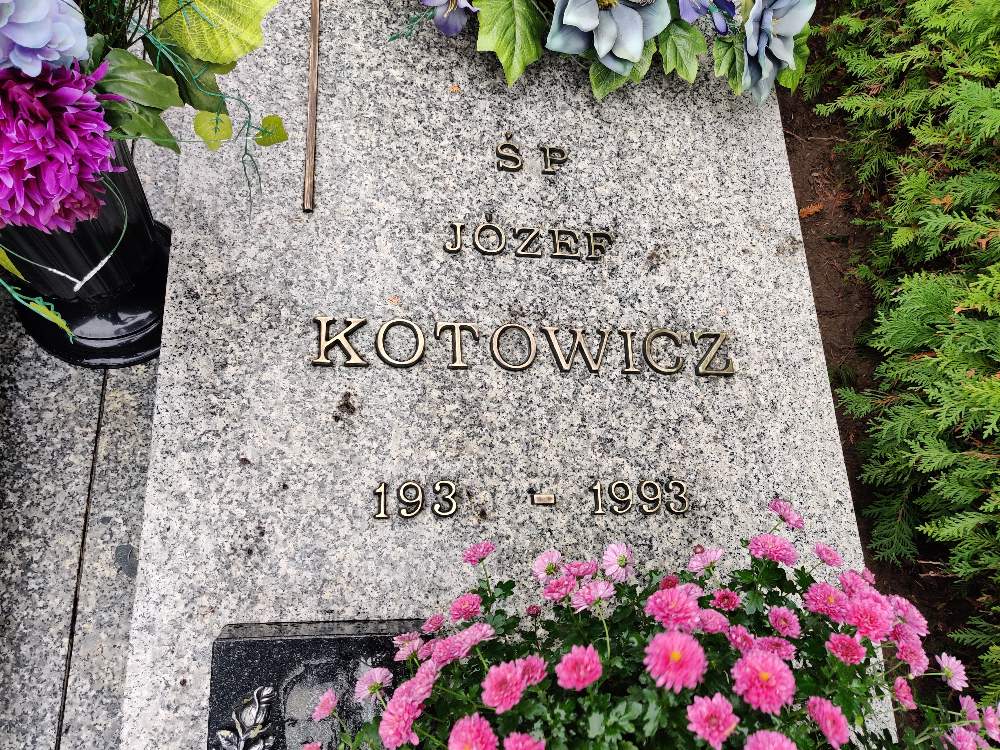 ŚP
JÓZEF
KOTOWICZ
193 - 1993